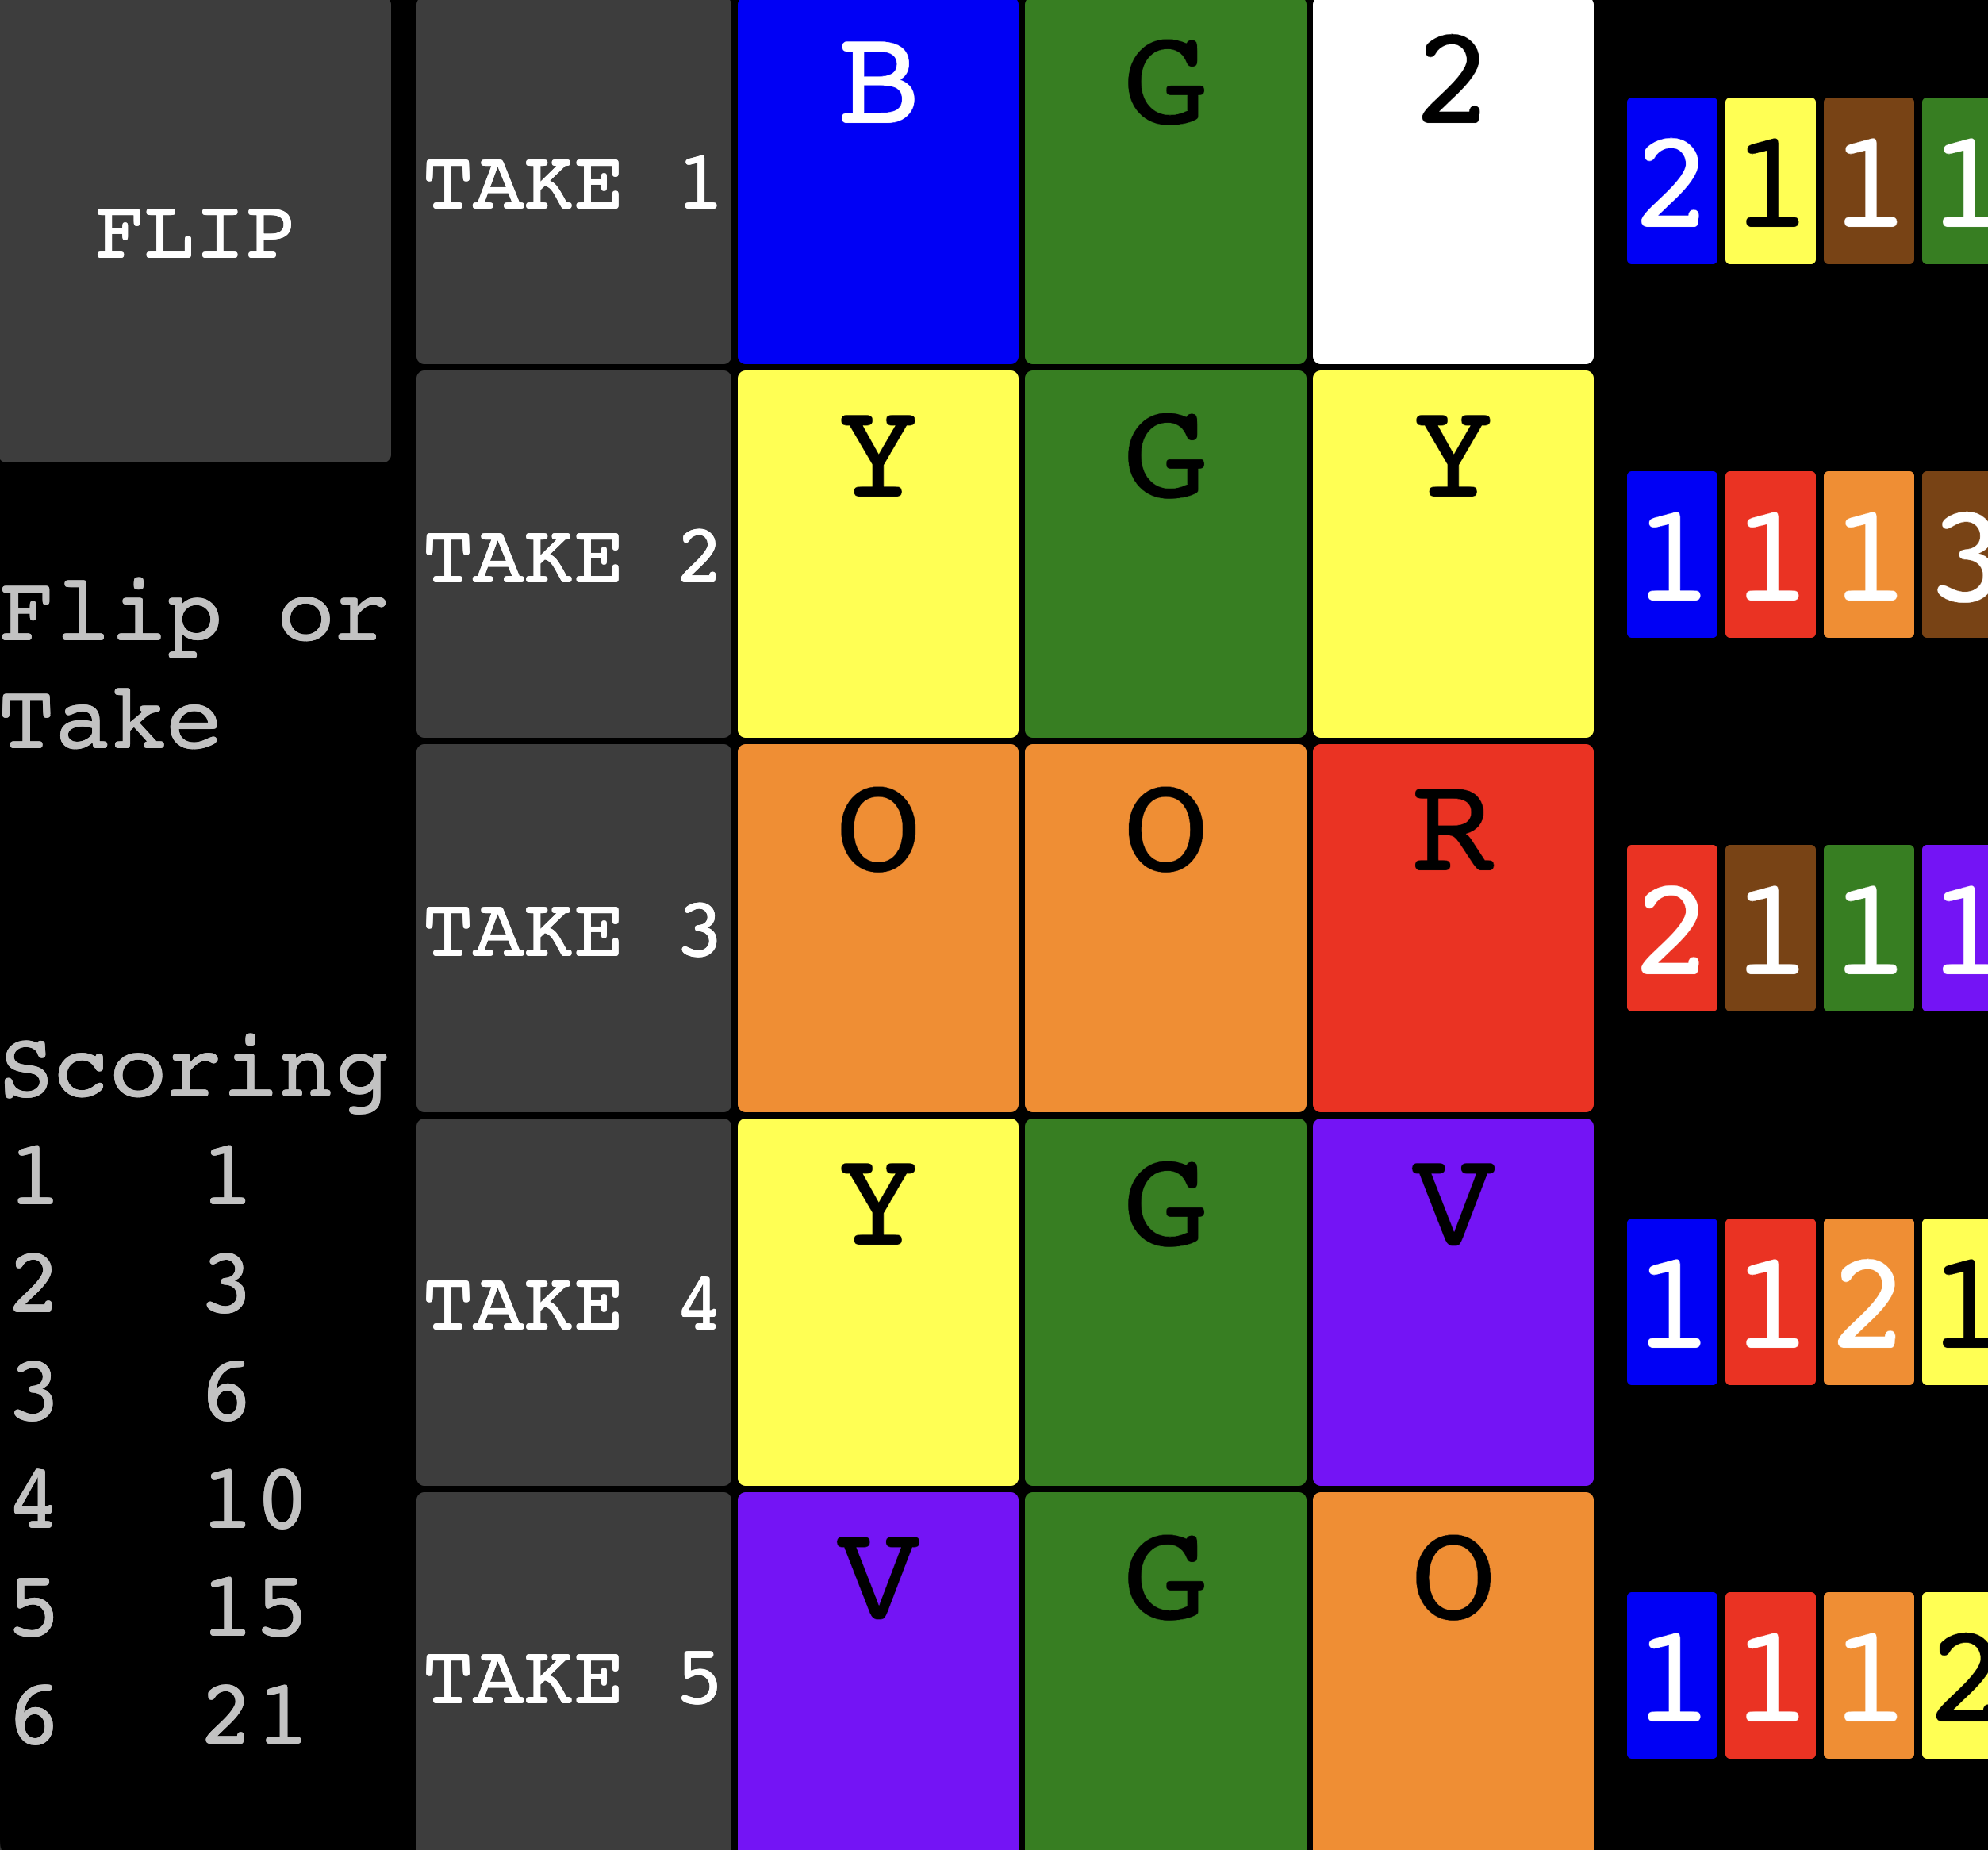 FLIP
Flip or
Take
Scoring
1 1
2 3
3 6
4 10
5 15
6 21
TAKE 1 B G 2 2 1 1 1
TAKE 2 Y G Y 1 1 1 3
TAKE 3 O O R 2 1 1 1
TAKE 4 Y G V 1 1 2 1
TAKE 5 V G O 1 1 1 2